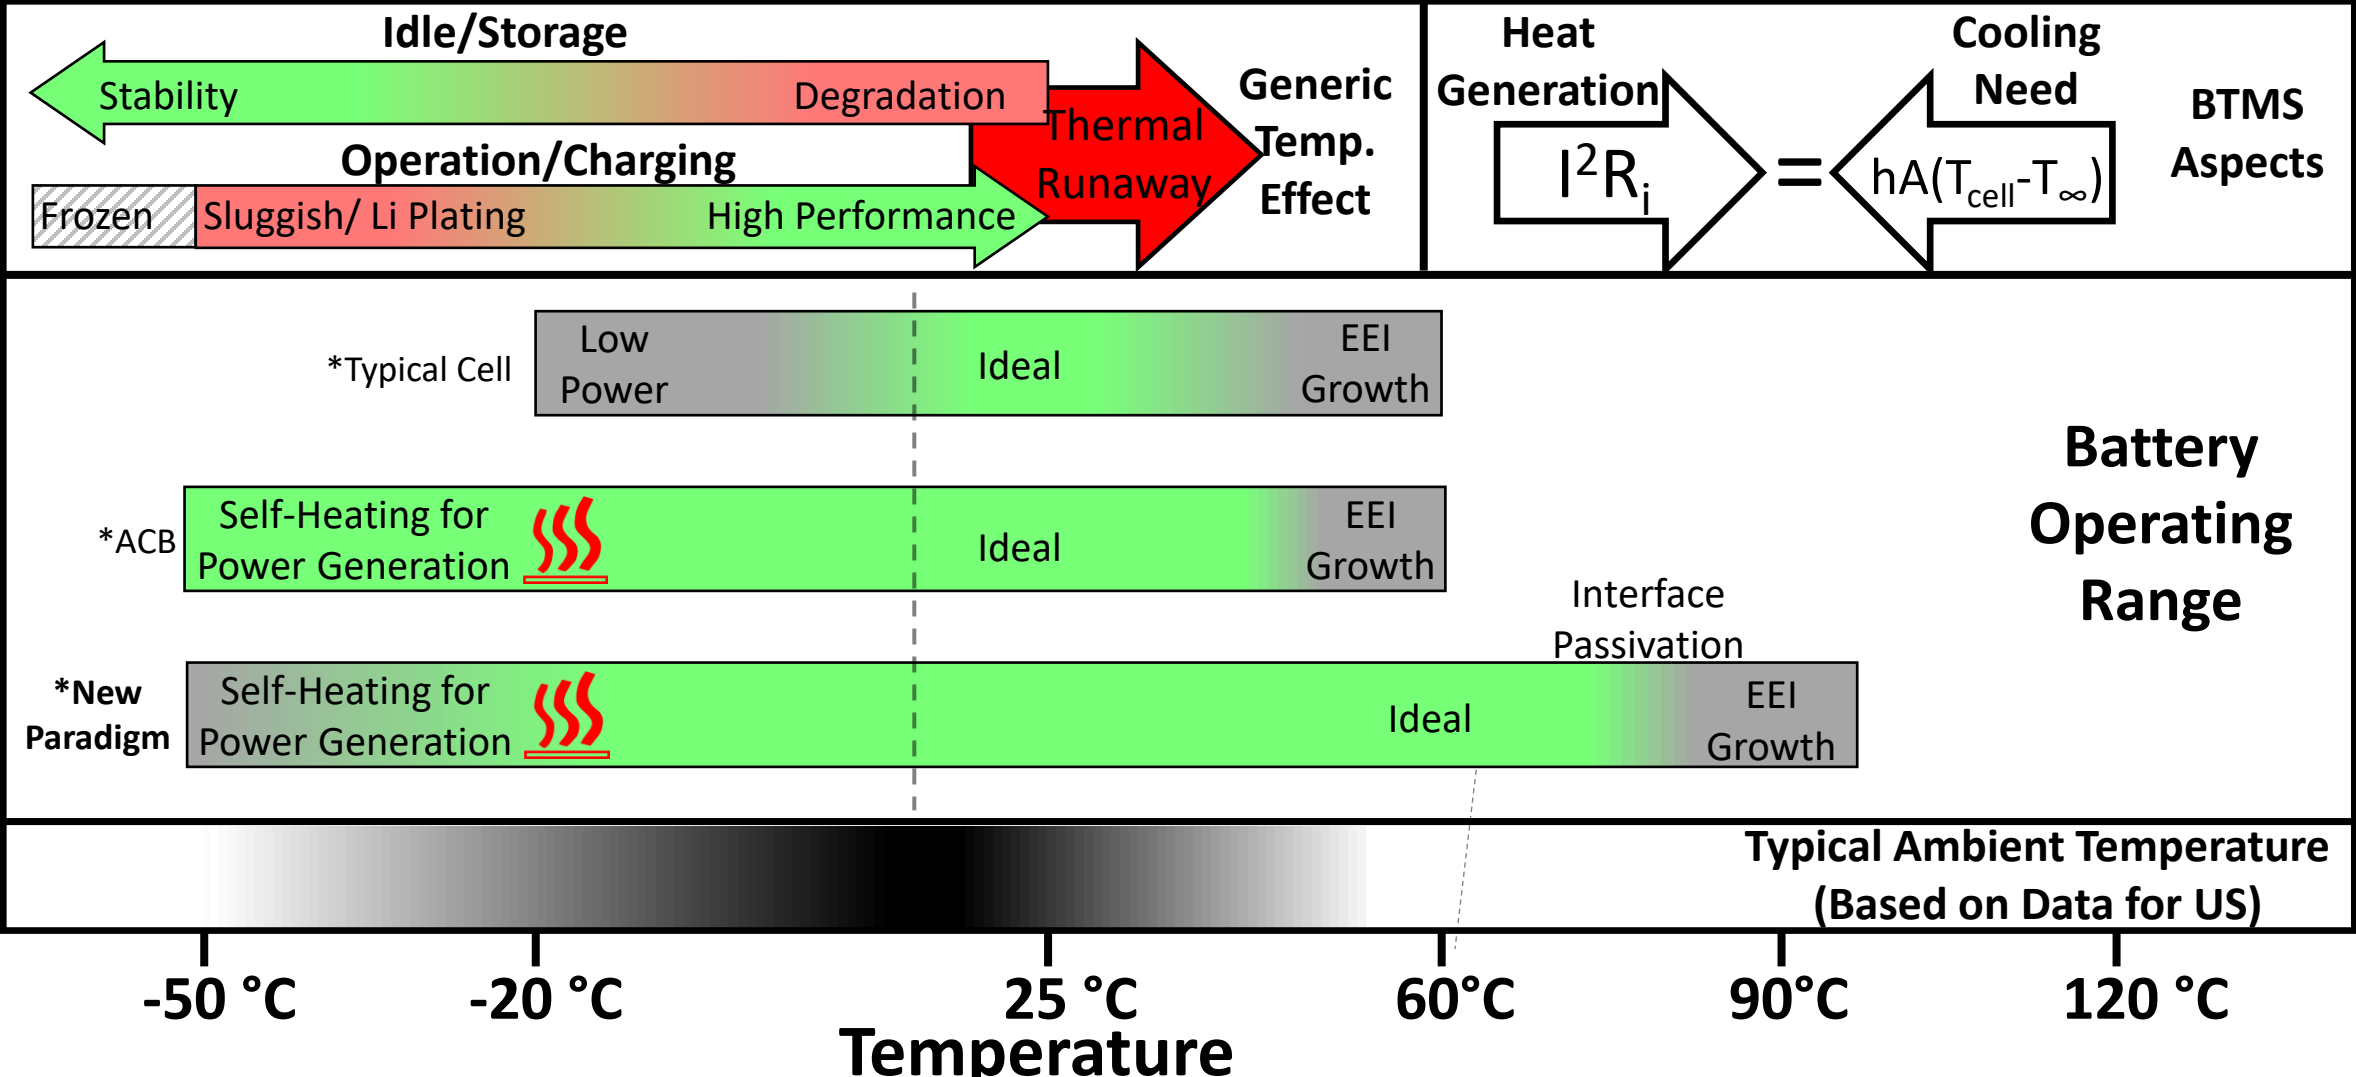 Idle/Storage
Stability
Degradation
Operation/Charging
Frozen
Sluggish/ Li Plating
High Performance
Thermal
Runaway
Generic
Temp.
Effect
Heat
Generation
I²Rᵢ
=
Cooling
Need
hA(T_cell-T_∞)
BTMS
Aspects
*Typical Cell
Low
Power
Ideal
EEI
Growth
*ACB
Self-Heating for
Power Generation
Ideal
EEI
Growth
Interface
Passivation
*New
Paradigm
Self-Heating for
Power Generation
Ideal
EEI
Growth
Battery
Operating
Range
Typical Ambient Temperature
(Based on Data for US)
-50 °C
-20 °C
25 °C
60°C
90°C
120 °C
Temperature